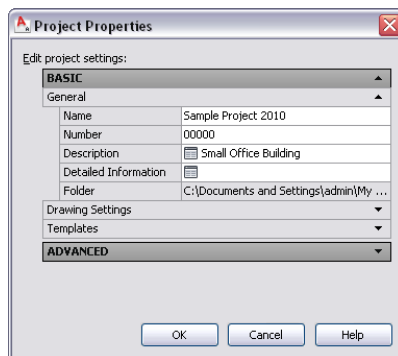 Project Properties
Edit project settings:
BASIC
General
Name Sample Project 2010
Number 00000
Description Small Office Building
Detailed Information
Folder C:\Documents and Settings\admin\My ...
Drawing Settings
Templates
ADVANCED
OK Cancel Help